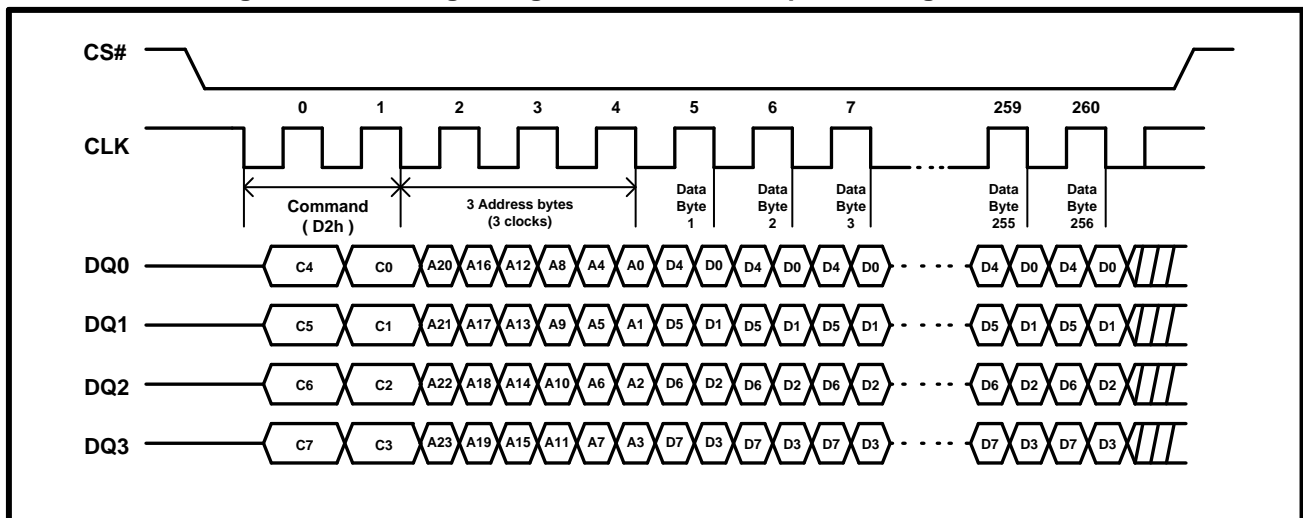 CS#
0 1 2 3 4 5 6 7 259 260
CLK
Command
( D2h )
3 Address bytes
(3 clocks)
Data
Byte
1
Data
Byte
2
Data
Byte
3
Data
Byte
255
Data
Byte
256
DQ0 C4 C0 A20 A16 A12 A8 A4 A0 D4 D0 D4 D0 D4 D0 D4 D0 D4 D0
DQ1 C5 C1 A21 A17 A13 A9 A5 A1 D5 D1 D5 D1 D5 D1 D5 D1 D5 D1
DQ2 C6 C2 A22 A18 A14 A10 A6 A2 D6 D2 D6 D2 D6 D2 D6 D2 D6 D2
DQ3 C7 C3 A23 A19 A15 A11 A7 A3 D7 D3 D7 D3 D7 D3 D7 D3 D7 D3